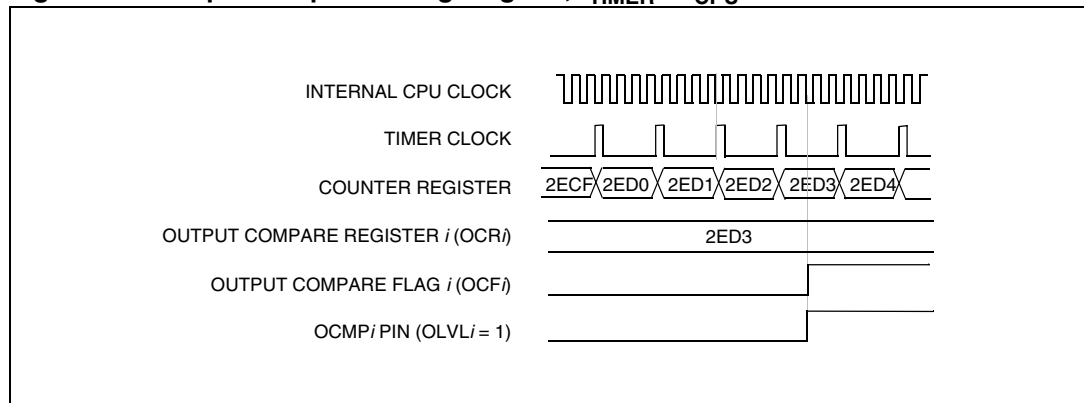 INTERNAL CPU CLOCK
TIMER CLOCK
COUNTER REGISTER
2ECF 2ED0 2ED1 2ED2 2ED3 2ED4
OUTPUT COMPARE REGISTER i (OCRi)
2ED3
OUTPUT COMPARE FLAG i (OCFi)
OCMPi PIN (OLVLi = 1)